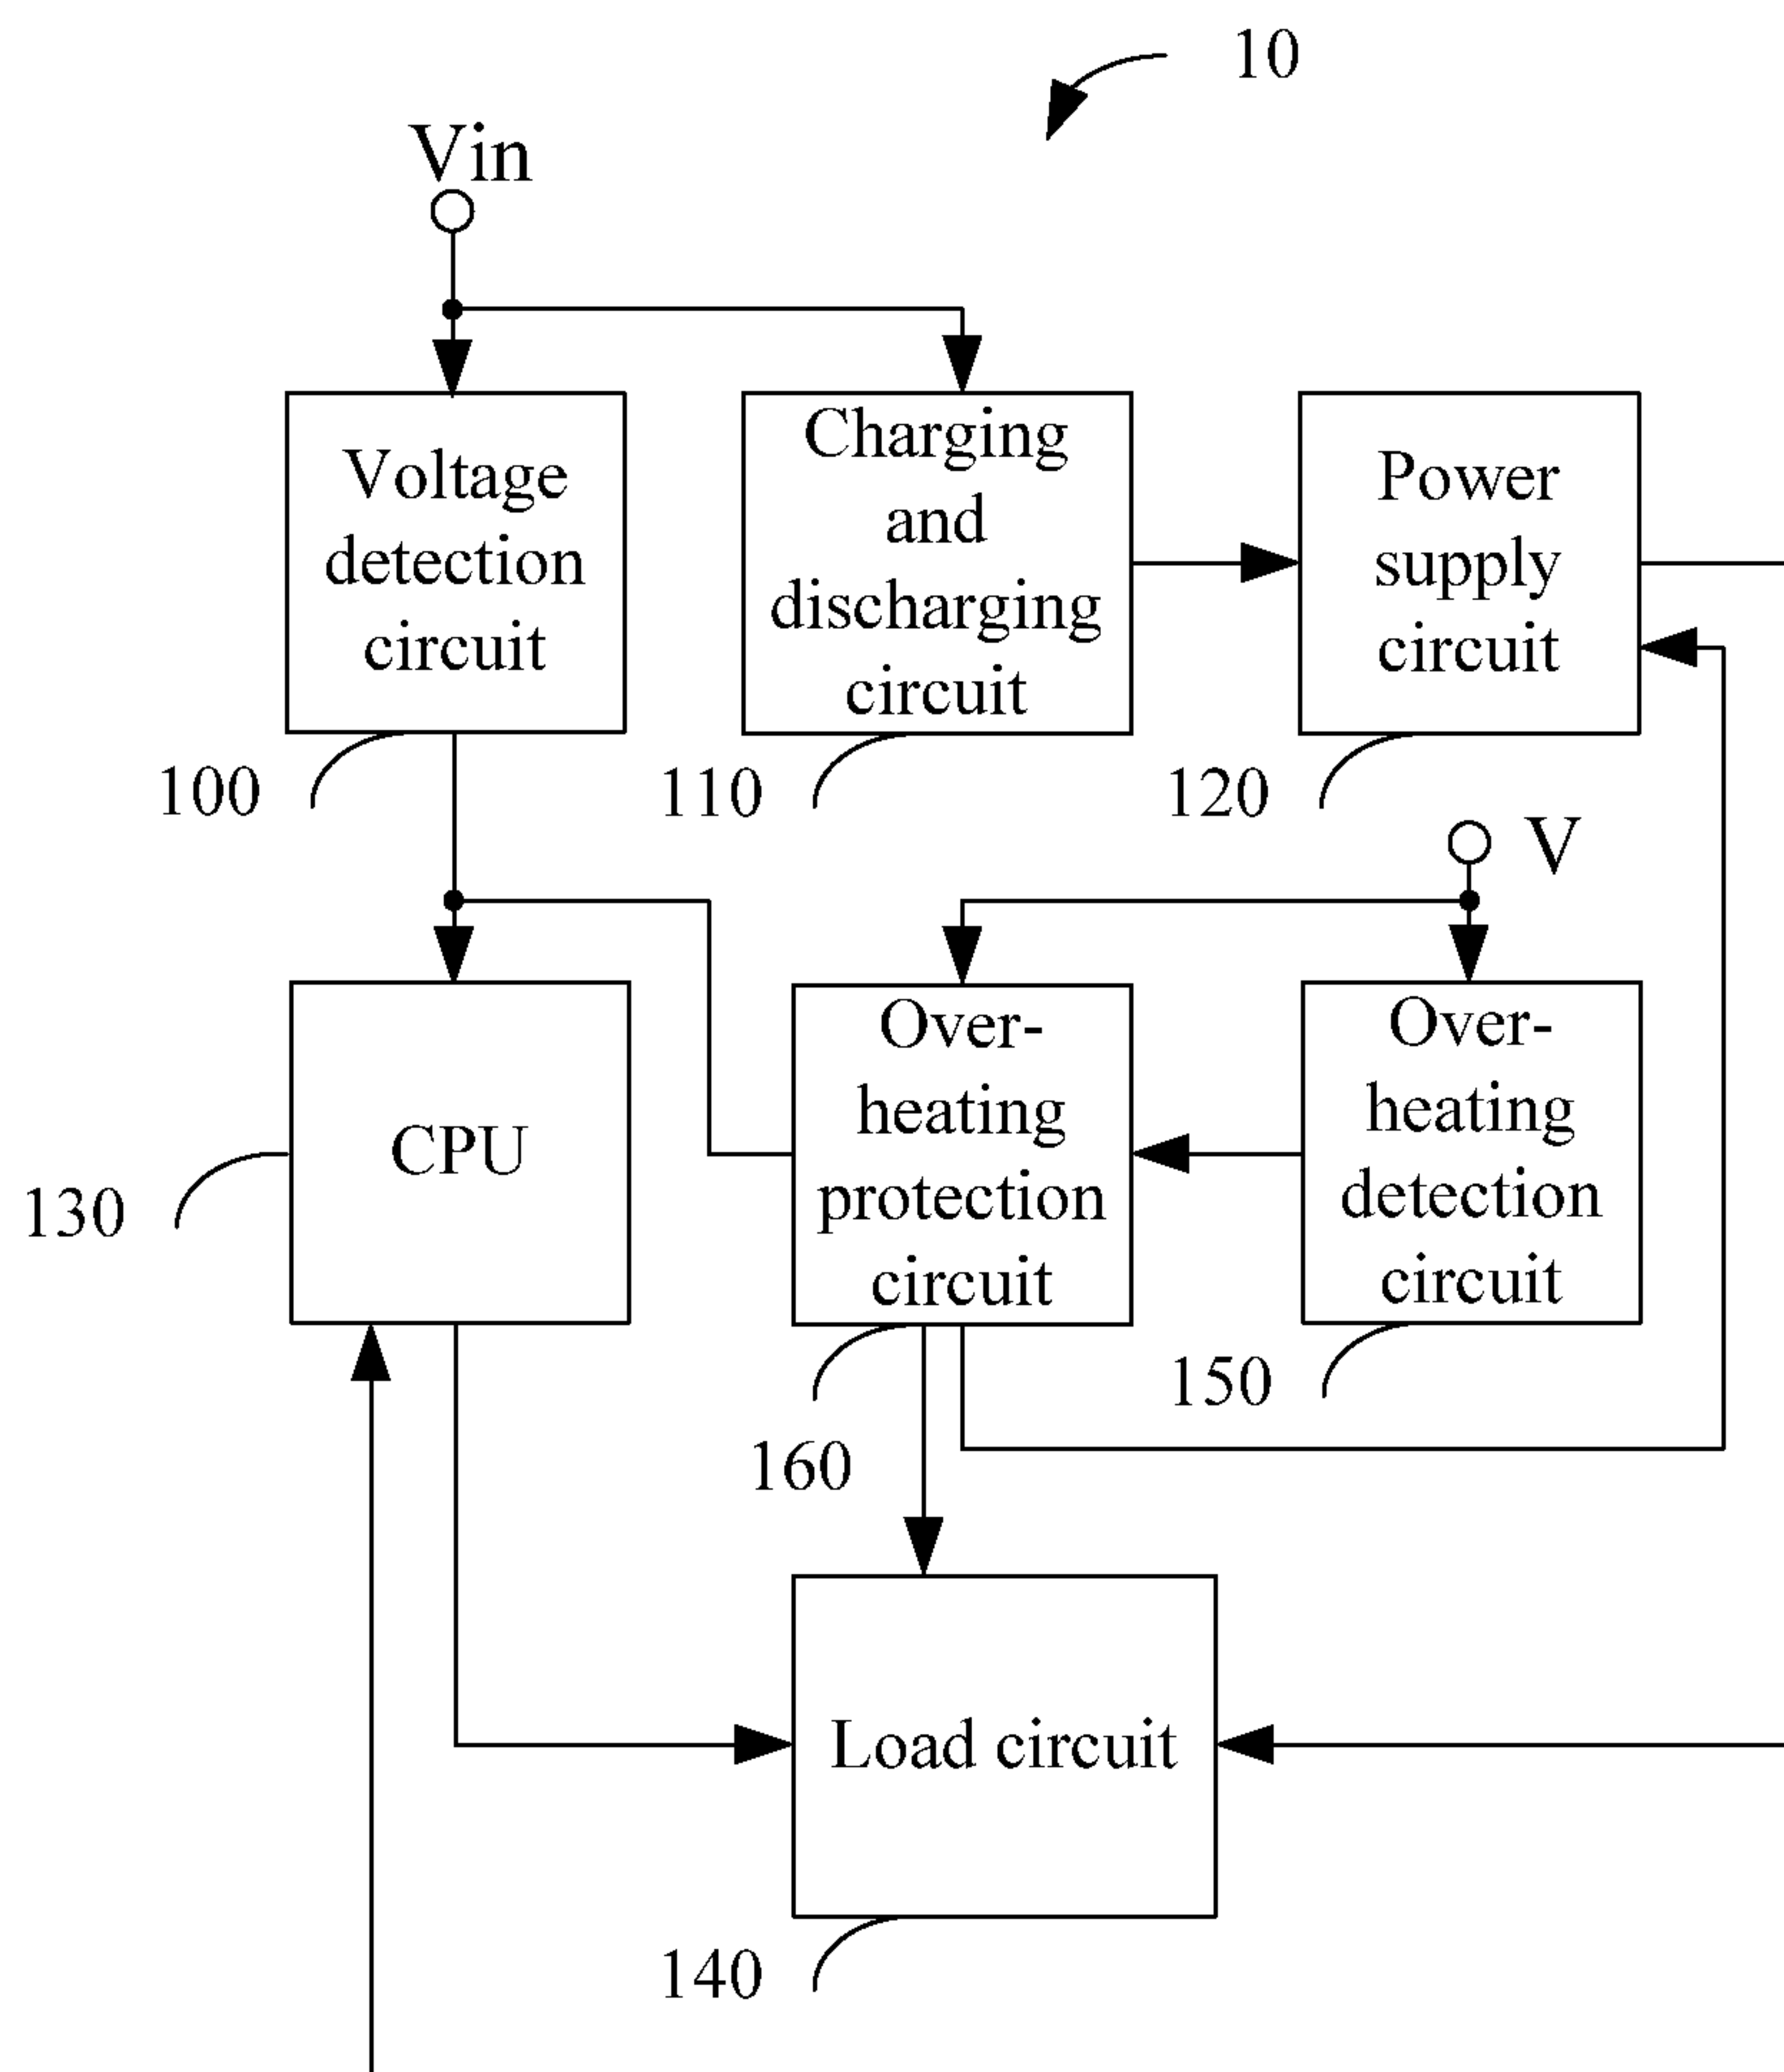 10
Vin
Voltage
detection
circuit
Charging
and
discharging
circuit
Power
supply
circuit
100
110
120
V
CPU
Over-
heating
protection
circuit
Over-
heating
detection
circuit
130
150
160
Load circuit
140